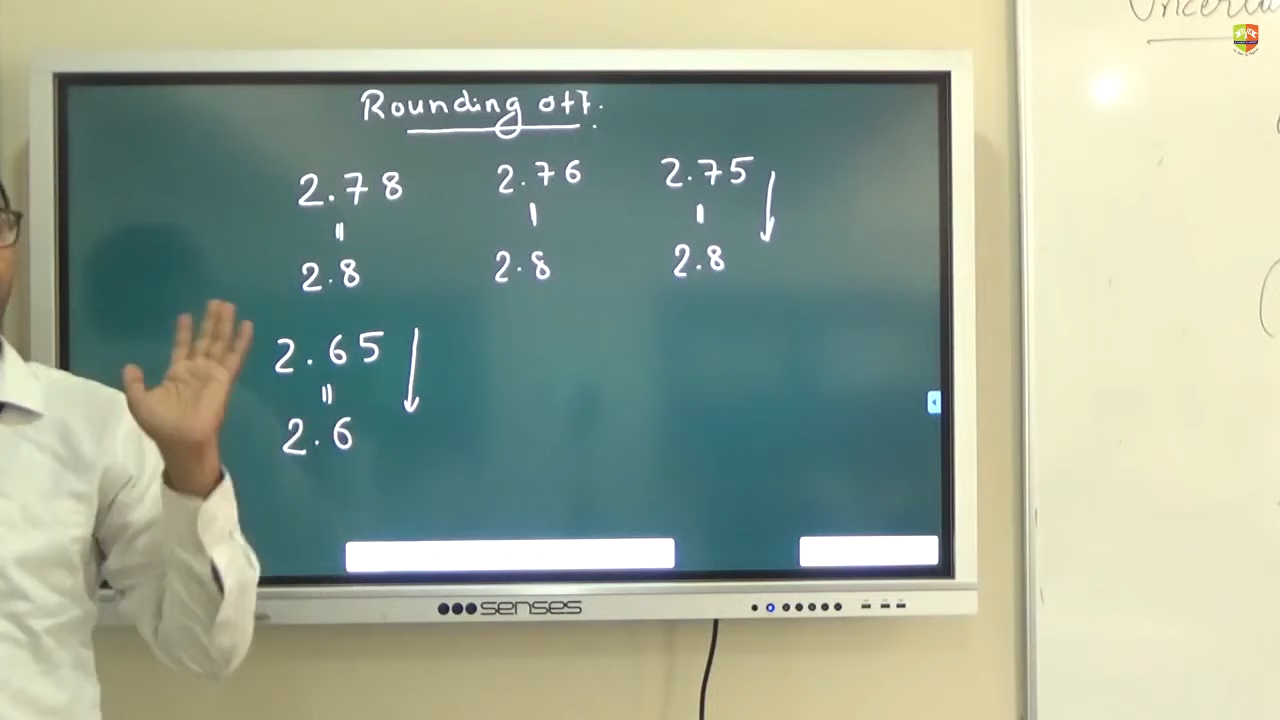 Rounding off.
2.78 2.76 2.75
2.8 2.8 2.8
2.65
2.6
senses